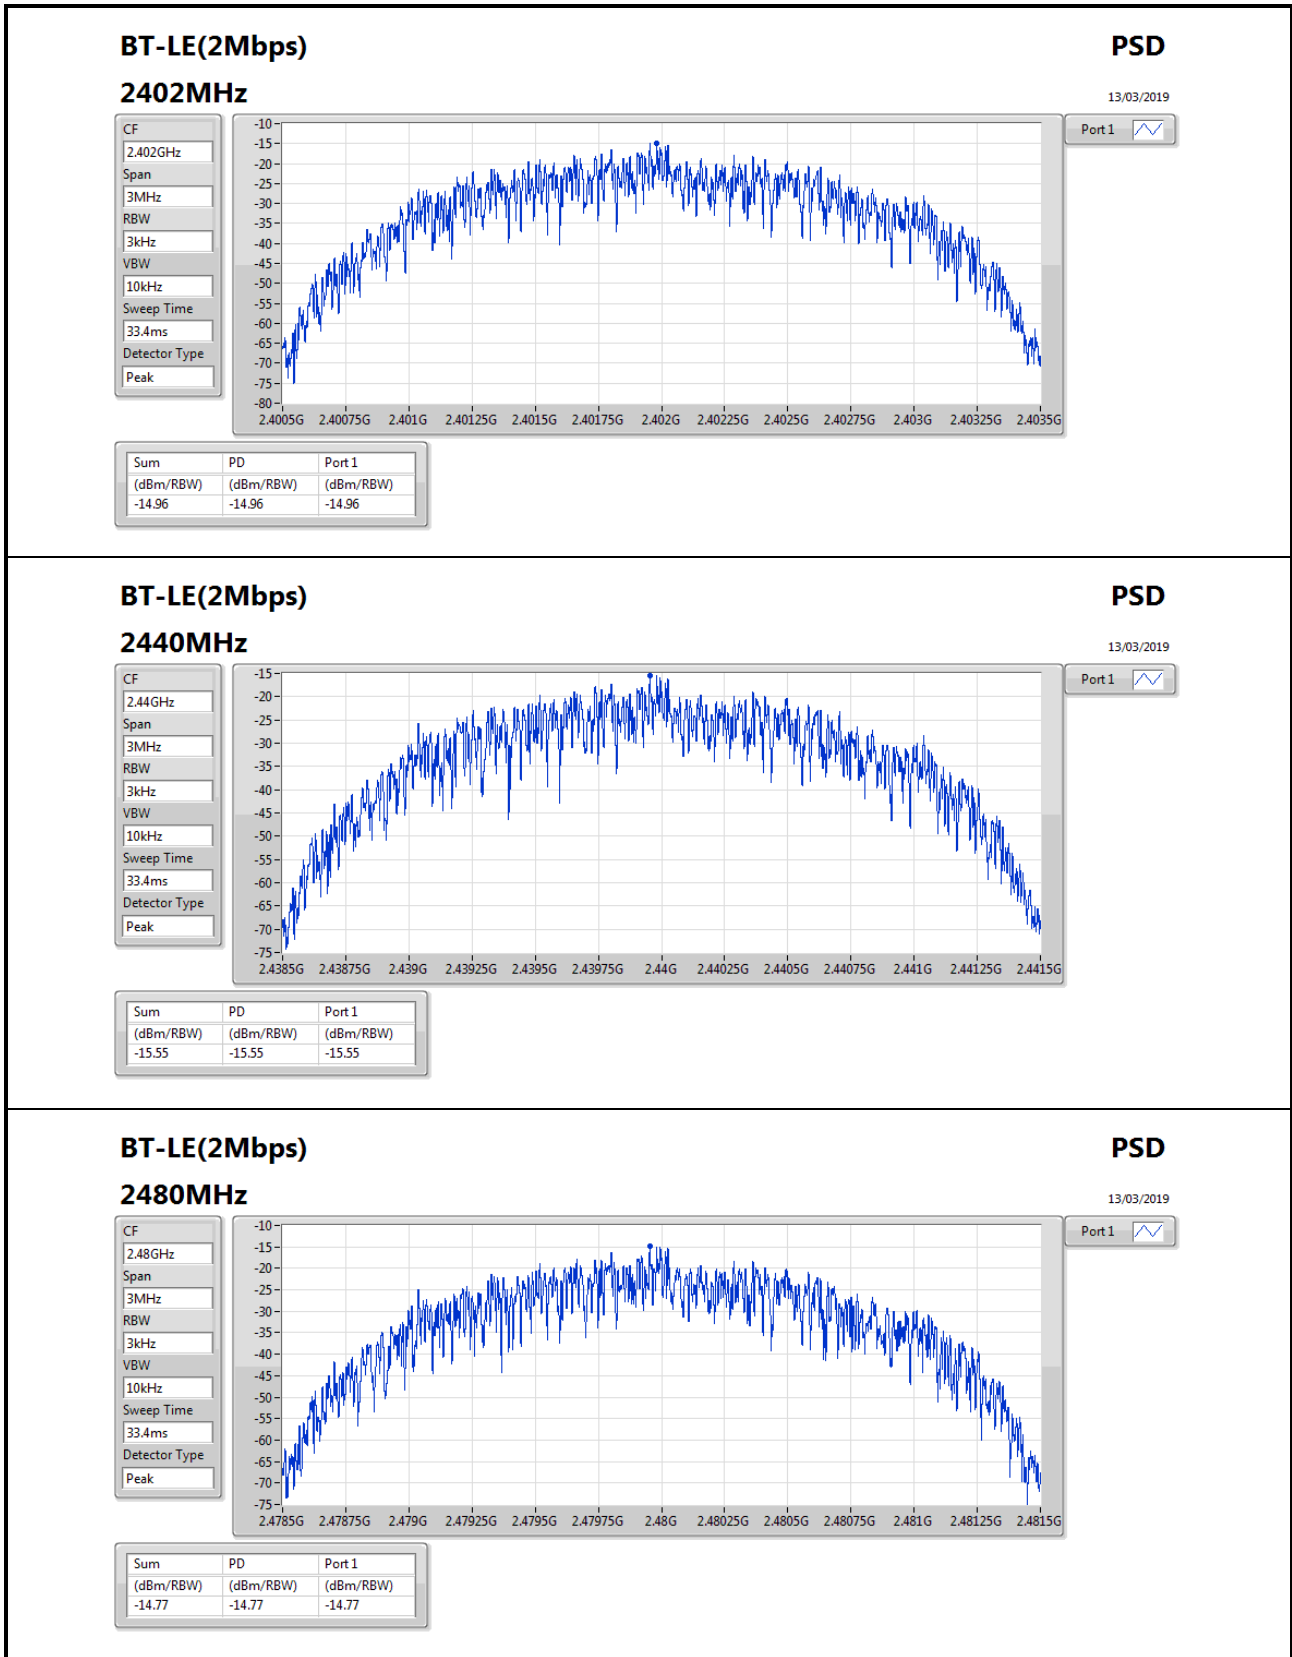 BT-LE(2Mbps) PSD
2402MHz 13/03/2019
CF
2.402GHz
Span
3MHz
RBW
3kHz
VBW
10kHz
Sweep Time
33.4ms
Detector Type
Peak
-10
-15
-20
-25
-30
-35
-40
-45
-50
-55
-60
-65
-70
-75
-80
2.4005G 2.40075G 2.401G 2.40125G 2.4015G 2.40175G 2.402G 2.40225G 2.4025G 2.40275G 2.403G 2.40325G 2.4035G
Port 1
Sum PD Port 1
(dBm/RBW) (dBm/RBW) (dBm/RBW)
-14.96 -14.96 -14.96
BT-LE(2Mbps) PSD
2440MHz 13/03/2019
CF
2.44GHz
Span
3MHz
RBW
3kHz
VBW
10kHz
Sweep Time
33.4ms
Detector Type
Peak
-15
-20
-25
-30
-35
-40
-45
-50
-55
-60
-65
-70
-75
2.4385G 2.43875G 2.439G 2.43925G 2.4395G 2.43975G 2.44G 2.44025G 2.4405G 2.44075G 2.441G 2.44125G 2.4415G
Port 1
Sum PD Port 1
(dBm/RBW) (dBm/RBW) (dBm/RBW)
-15.55 -15.55 -15.55
BT-LE(2Mbps) PSD
2480MHz 13/03/2019
CF
2.48GHz
Span
3MHz
RBW
3kHz
VBW
10kHz
Sweep Time
33.4ms
Detector Type
Peak
-10
-15
-20
-25
-30
-35
-40
-45
-50
-55
-60
-65
-70
-75
2.4785G 2.47875G 2.479G 2.47925G 2.4795G 2.47975G 2.48G 2.48025G 2.4805G 2.48075G 2.481G 2.48125G 2.4815G
Port 1
Sum PD Port 1
(dBm/RBW) (dBm/RBW) (dBm/RBW)
-14.77 -14.77 -14.77